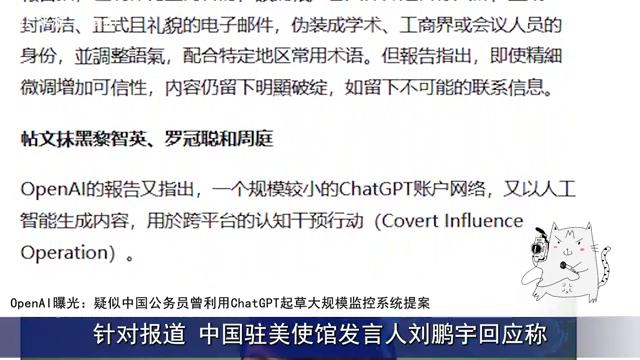 封简洁、正式且礼貌的电子邮件，伪装成学术、工商界或会议人员的
身份，並調整語氣，配合特定地区常用术语。但報告指出，即使精細
微调增加可信性，内容仍留下明顯破绽，如留下不可能的联系信息。
帖文抹黑黎智英、罗冠聪和周庭
OpenAI的報告又指出，一个规模较小的ChatGPT账户网络，又以人工
智能生成内容，用於跨平台的认知干预行动（Covert Influence
Operation）。
OpenAI曝光：疑似中国公务员曾利用ChatGPT起草大规模监控系统提案
针对报道 中国驻美使馆发言人刘鹏宇回应称